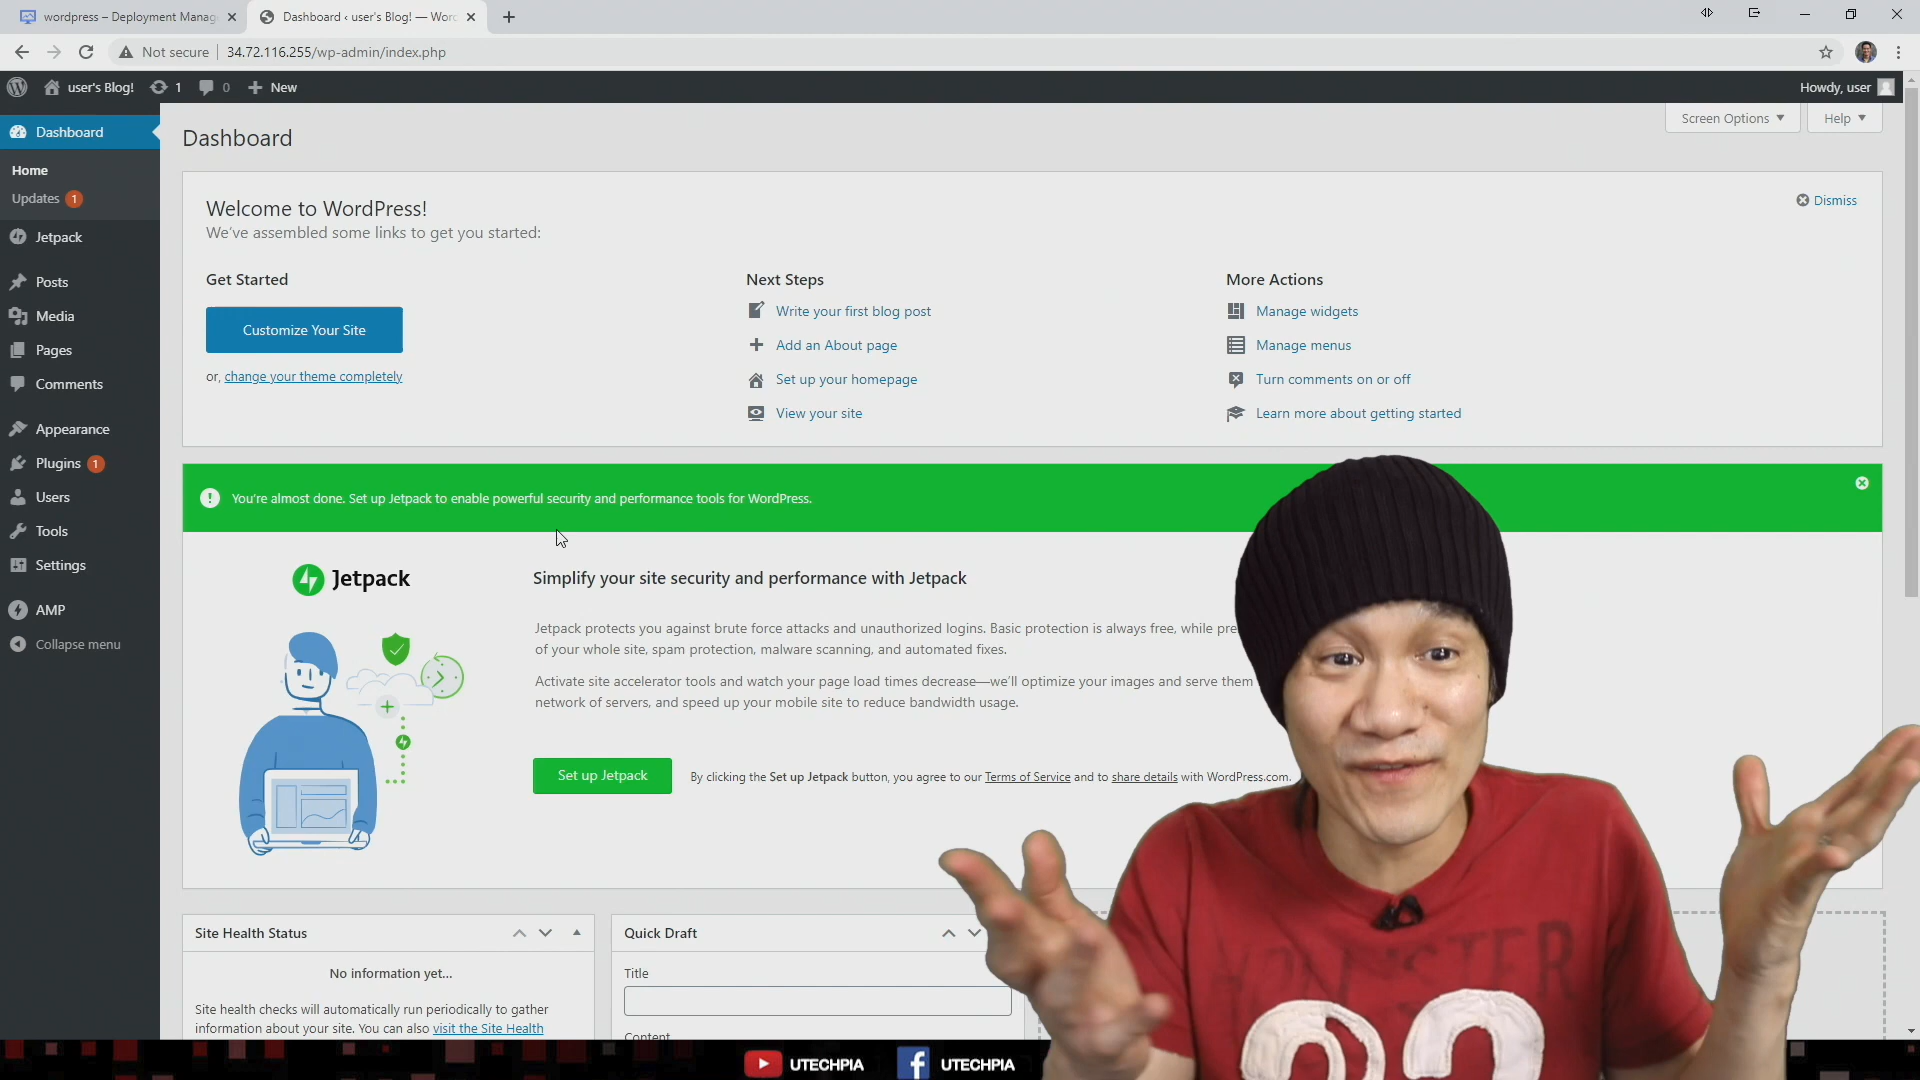 wordpress – Deployment Manag
Dashboard ‹ user's Blog! — Wor
Not secure
34.72.116.255/wp-admin/index.php
user's Blog!
1
0
New
Howdy, user
Dashboard
Home
Updates 1
Jetpack
Posts
Media
Pages
Comments
Appearance
Plugins 1
Users
Tools
Settings
AMP
Collapse menu
Dashboard
Screen Options
Help
Welcome to WordPress!
We've assembled some links to get you started:
Dismiss
Get Started
Customize Your Site
or, change your theme completely
Next Steps
Write your first blog post
Add an About page
Set up your homepage
View your site
More Actions
Manage widgets
Manage menus
Turn comments on or off
Learn more about getting started
You're almost done. Set up Jetpack to enable powerful security and performance tools for WordPress.
Jetpack
Simplify your site security and performance with Jetpack
Jetpack protects you against brute force attacks and unauthorized logins. Basic protection is always free, while pre
of your whole site, spam protection, malware scanning, and automated fixes.
Activate site accelerator tools and watch your page load times decrease—we'll optimize your images and serve them
network of servers, and speed up your mobile site to reduce bandwidth usage.
Set up Jetpack
By clicking the Set up Jetpack button, you agree to our Terms of Service and to share details with WordPress.com.
Site Health Status
No information yet...
Site health checks will automatically run periodically to gather
information about your site. You can also visit the Site Health
Quick Draft
Title
Content
UTECHPIA
UTECHPIA